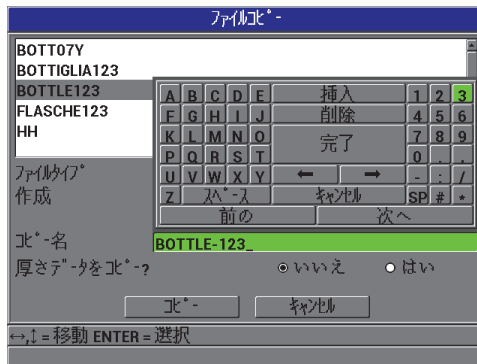 ﾌｧｲﾙｺﾋﾟｰ
BOTT07Y
BOTTIGLIA123
BOTTLE123
FLASCHE123
HH
A B C D E 挿入 1 2 3
F G H I J 削除 4 5 6
K L M N O 完了 7 8 9
P Q R S T 0 . .
U V W X Y ← → - : /
Z ｽﾍﾟｰｽ ｷｬﾝｾﾙ SP # *
前の 次へ
ﾌｧｲﾙﾀｲﾌﾟ
作成
ｺﾋﾟｰ名 BOTTLE-123_
厚さﾃﾞｰﾀをｺﾋﾟｰ? いいえ はい
ｺﾋﾟｰ ｷｬﾝｾﾙ
↔,↕ = 移動 ENTER = 選択